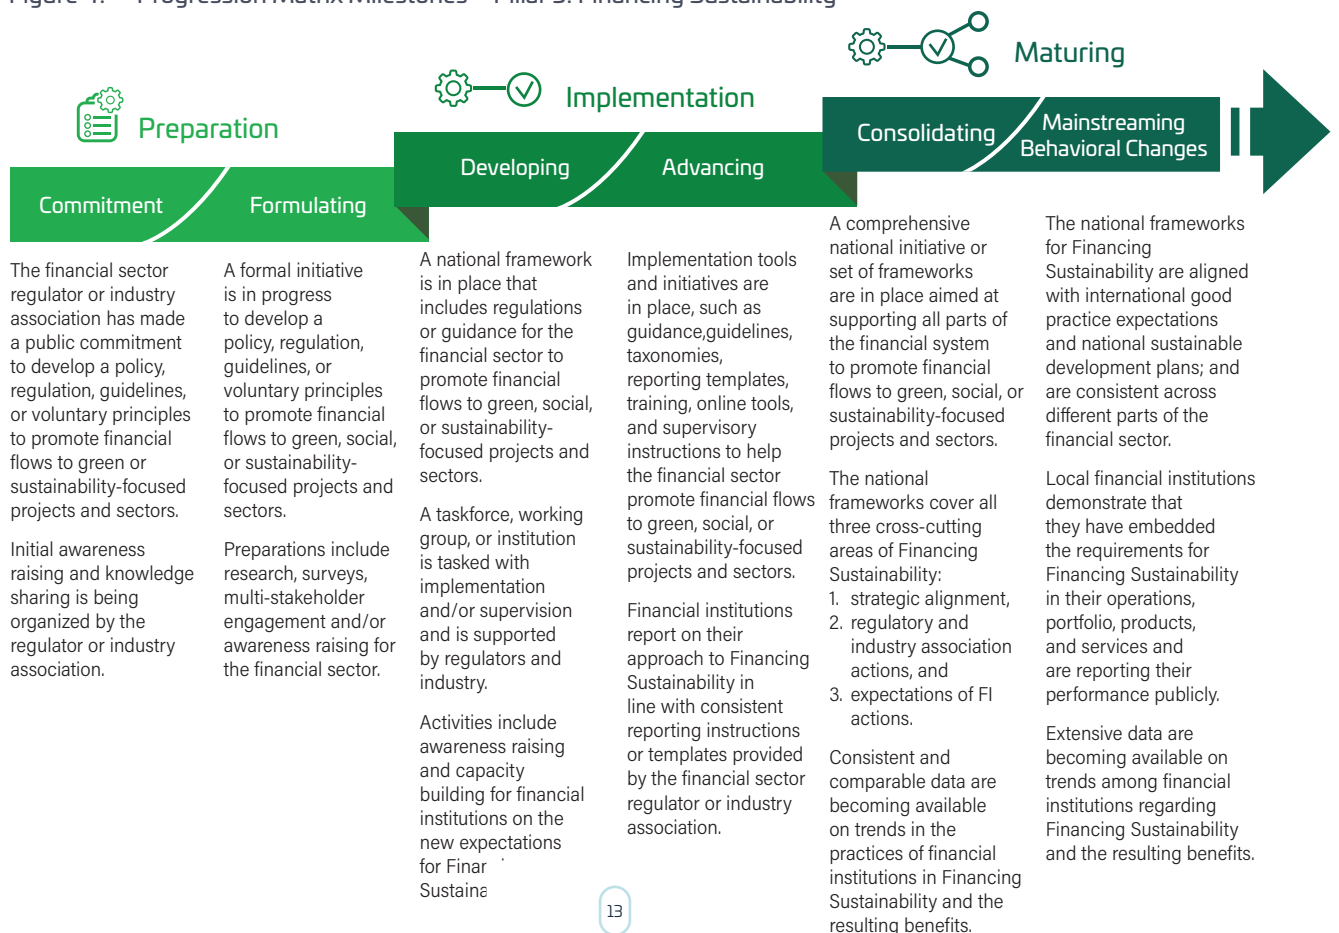 Preparation
Commitment
Formulating
The financial sector
regulator or industry
association has made
a public commitment
to develop a policy,
regulation, guidelines,
or voluntary principles
to promote financial
flows to green or
sustainability-focused
projects and sectors.
Initial awareness
raising and knowledge
sharing is being
organized by the
regulator or industry
association.
A formal initiative
is in progress
to develop a
policy, regulation,
guidelines, or
voluntary principles
to promote financial
flows to green, social,
or sustainability-
focused projects and
sectors.
Preparations include
research, surveys,
multi-stakeholder
engagement and/or
awareness raising for
the financial sector.
Implementation
Developing
Advancing
A national framework
is in place that
includes regulations
or guidance for the
financial sector to
promote financial
flows to green, social,
or sustainability-
focused projects and
sectors.
A taskforce, working
group, or institution
is tasked with
implementation
and/or supervision
and is supported
by regulators and
industry.
Activities include
awareness raising
and capacity
building for financial
institutions on the
new expectations
for
Implementation tools
and initiatives are
in place, such as
guidance,guidelines,
taxonomies,
reporting templates,
training, online tools,
and supervisory
instructions to help
the financial sector
promote financial flows
to green, social, or
sustainability-focused
projects and sectors.
Financial institutions
report on their
approach to Financing
Sustainability in
line with consistent
reporting instructions
or templates provided
by the financial sector
regulator or industry
association.
Maturing
Consolidating
Mainstreaming
Behavioral Changes
A comprehensive
national initiative or
set of frameworks
are in place aimed at
supporting all parts of
the financial system
to promote financial
flows to green, social, or
sustainability-focused
projects and sectors.
The national
frameworks cover all
three cross-cutting
areas of Financing
Sustainability:
1. strategic alignment,
2. regulatory and
industry association
actions, and
3. expectations of FI
actions.
Consistent and
comparable data are
becoming available
on trends in the
practices of financial
institutions in Financing
Sustainability and the
resulting benefits.
The national frameworks
for Financing
Sustainability are aligned
with international good
practice expectations
and national sustainable
development plans; and
are consistent across
different parts of the
financial sector.
Local financial institutions
demonstrate that
they have embedded
the requirements for
Financing Sustainability
in their operations,
portfolio, products,
and services and
are reporting their
performance publicly.
Extensive data are
becoming available on
trends among financial
institutions regarding
Financing Sustainability
and the resulting benefits.
13